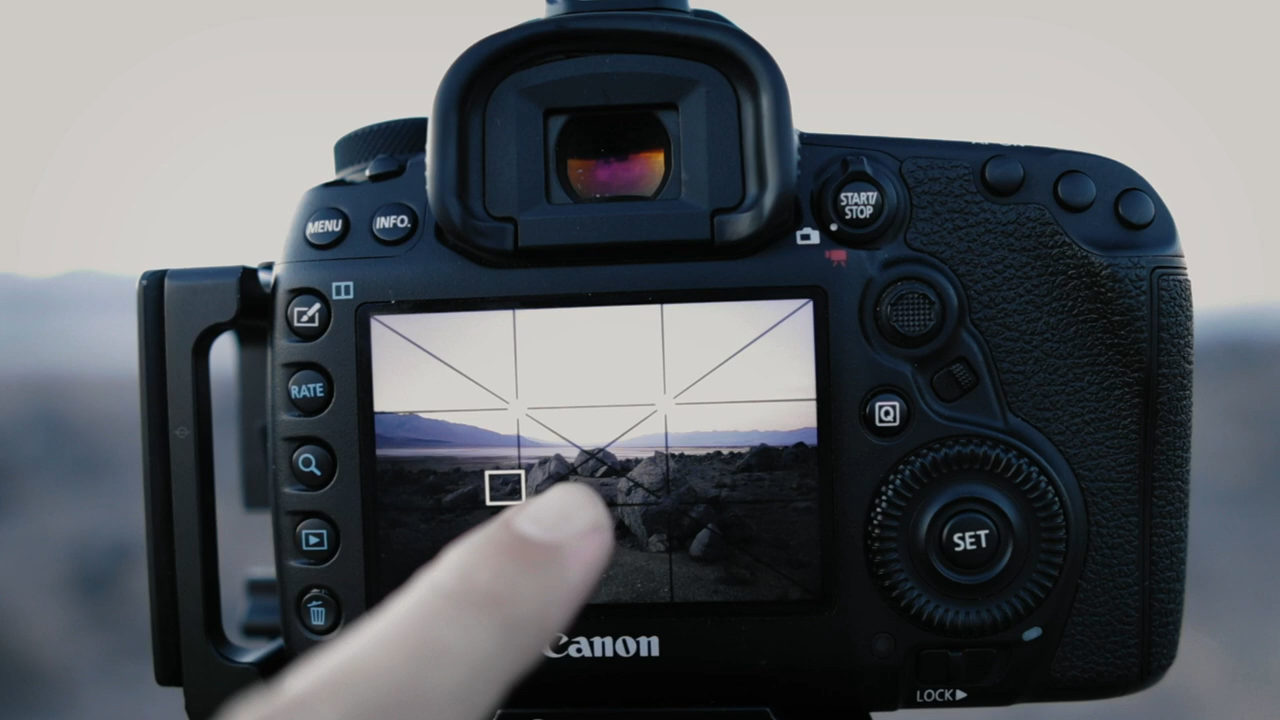 MENU
INFO.
START/
STOP
RATE
Q
SET
Canon
LOCK